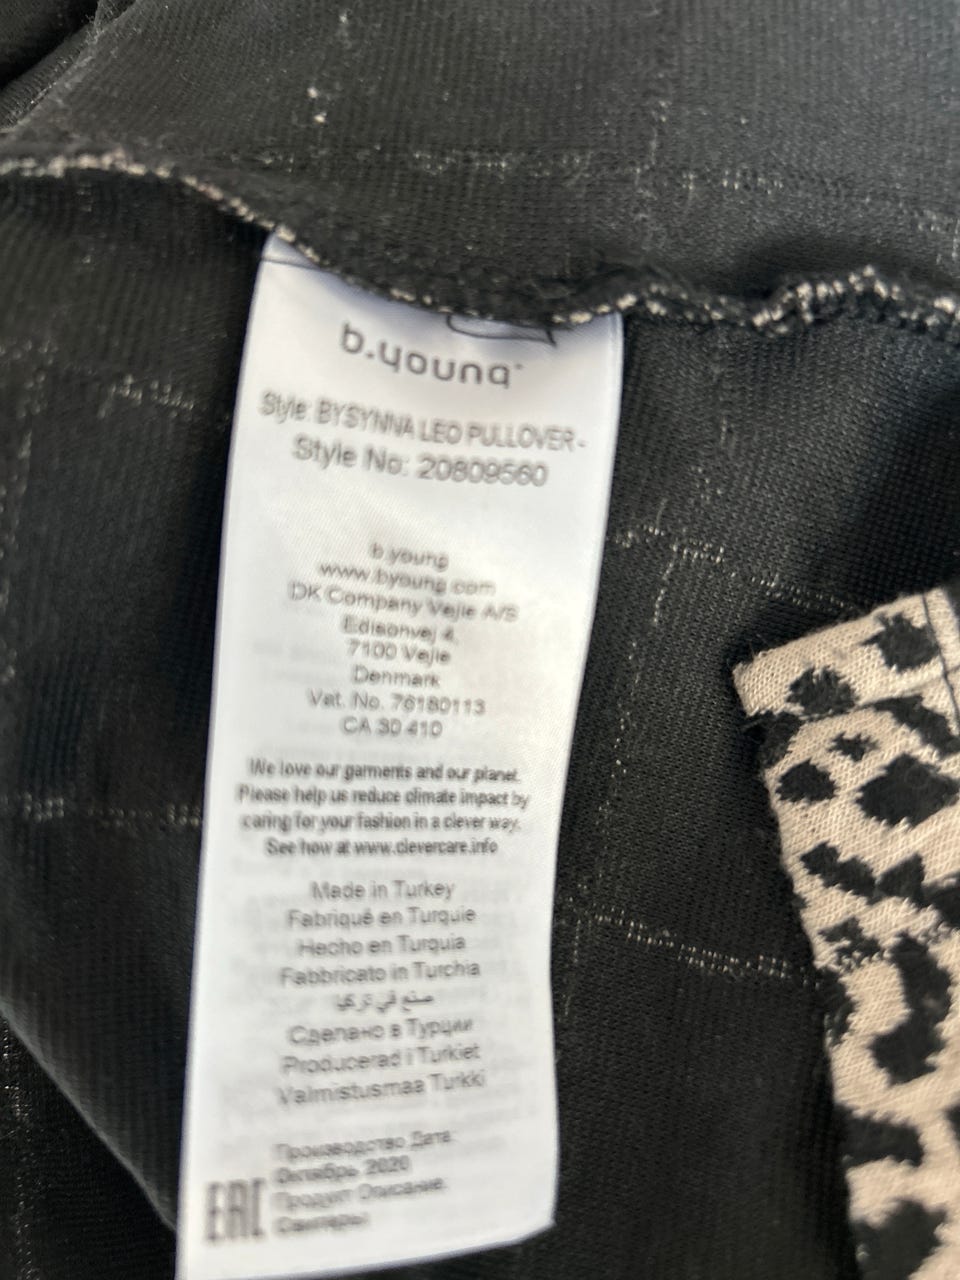 b.young
Style: BYSYNNA LEO PULLOVER -
Style No: 20809560
b.young
www.byoung.com
DK Company Vejle A/S
Edisonvej 4,
7100 Vejle
Denmark
Vat. No. 76180113
CA 30 410
We love our garments and our planet.
Please help us reduce climate impact by
caring for your fashion in a clever way.
See how at www.clevercare.info
Made in Turkey
Fabriqué en Turquie
Hecho en Turquia
Fabbricato in Turchia
صنع في تركيا
Сделано в Турции
Producerad i Turkiet
Valmistusmaa Turkki
Производство Дата:
Октябрь 2020
EAC Продукт Описание:
Свитеры